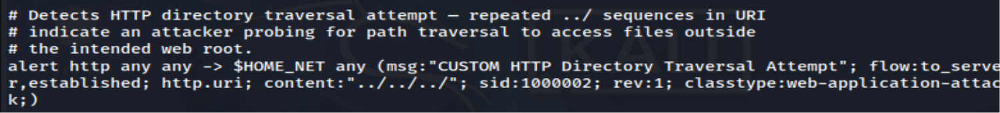 # Detects HTTP directory traversal attempt — repeated ../ sequences in URI
# indicate an attacker probing for path traversal to access files outside
# the intended web root.
alert http any any -> $HOME_NET any (msg:"CUSTOM HTTP Directory Traversal Attempt"; flow:to_serve
r,established; http.uri; content:"../../../"; sid:1000002; rev:1; classtype:web-application-attac
k;)